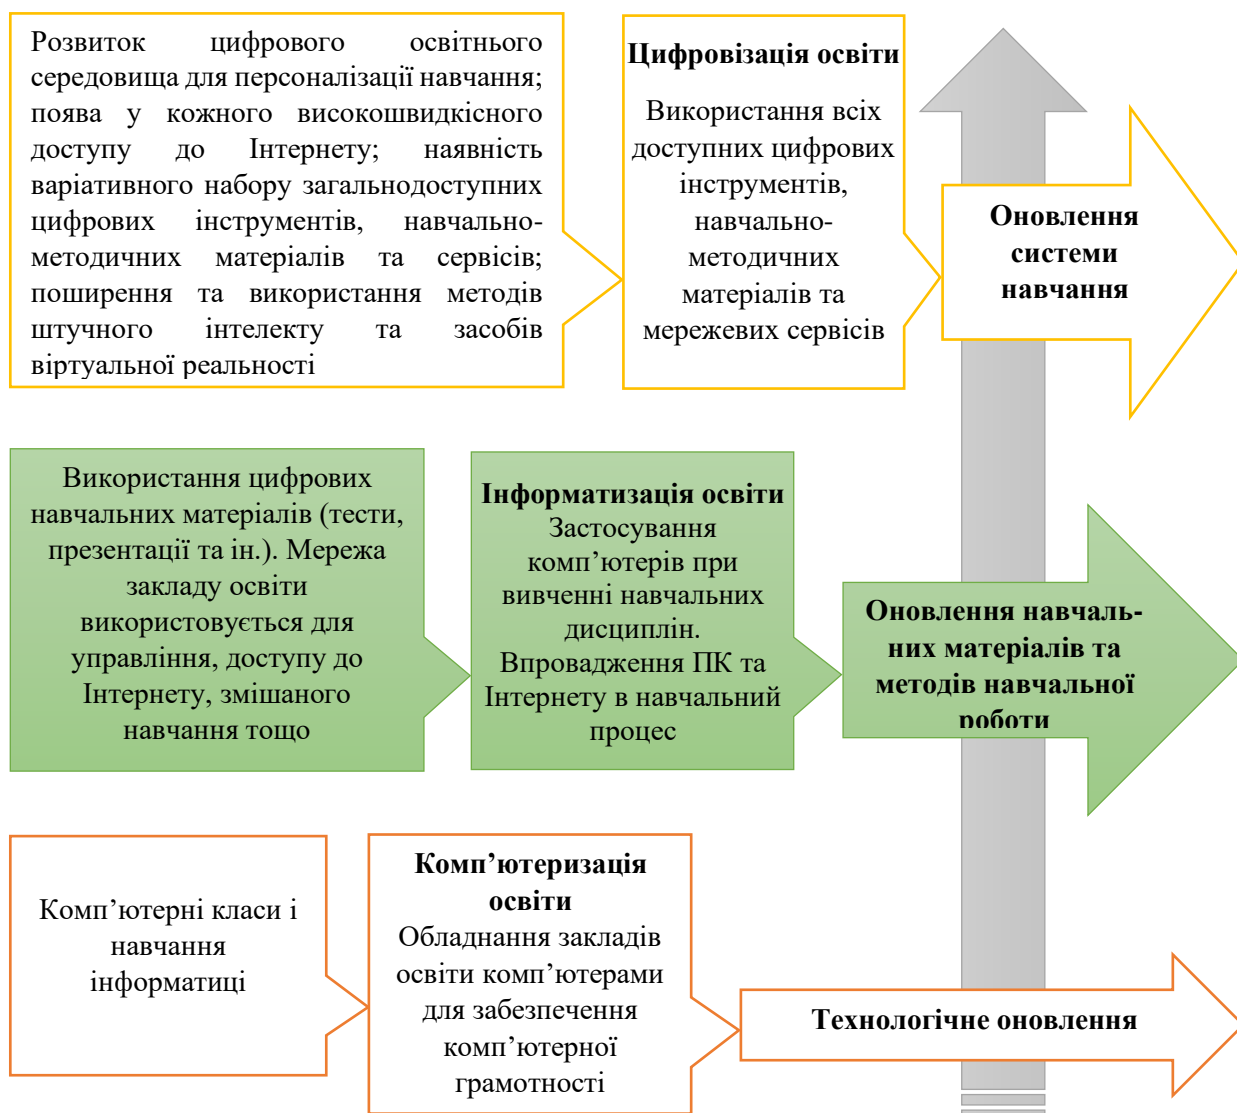 Розвиток цифрового освітнього
середовища для персоналізації навчання;
поява у кожного високошвидкісного
доступу до Інтернету; наявність
варіативного набору загальнодоступних
цифрових інструментів, навчально-
методичних матеріалів та сервісів;
поширення та використання методів
штучного інтелекту та засобів
віртуальної реальності
Цифровізація освіти
Використання всіх
доступних цифрових
інструментів,
навчально-
методичних
матеріалів та
мережевих сервісів
Оновлення
системи
навчання
Використання цифрових
навчальних матеріалів (тести,
презентації та ін.). Мережа
закладу освіти
використовується для
управління, доступу до
Інтернету, змішаного
навчання тощо
Інформатизація освіти
Застосування
комп’ютерів при
вивченні навчальних
дисциплін.
Впровадження ПК та
Інтернету в навчальний
процес
Оновлення навчаль-
них матеріалів та
методів навчальної
роботи
Комп’ютерні класи і
навчання
інформатиці
Комп’ютеризація
освіти
Обладнання закладів
освіти комп’ютерами
для забезпечення
комп’ютерної
грамотності
Технологічне оновлення